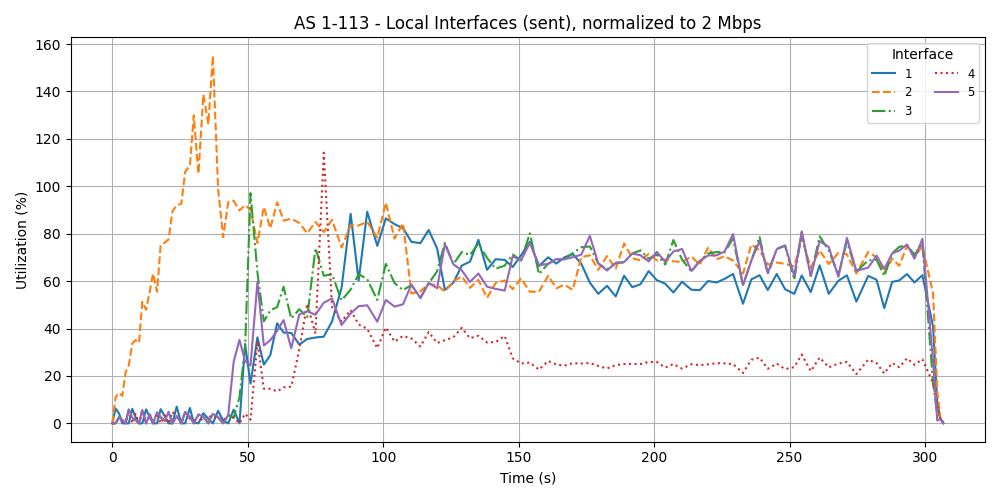 AS 1-113 - Local Interfaces (sent), normalized to 2 Mbps
Utilization (%)
160
140
120
100
80
60
40
20
0
Interface
1
2
3
4
5
0 50 100 150 200 250 300
Time (s)